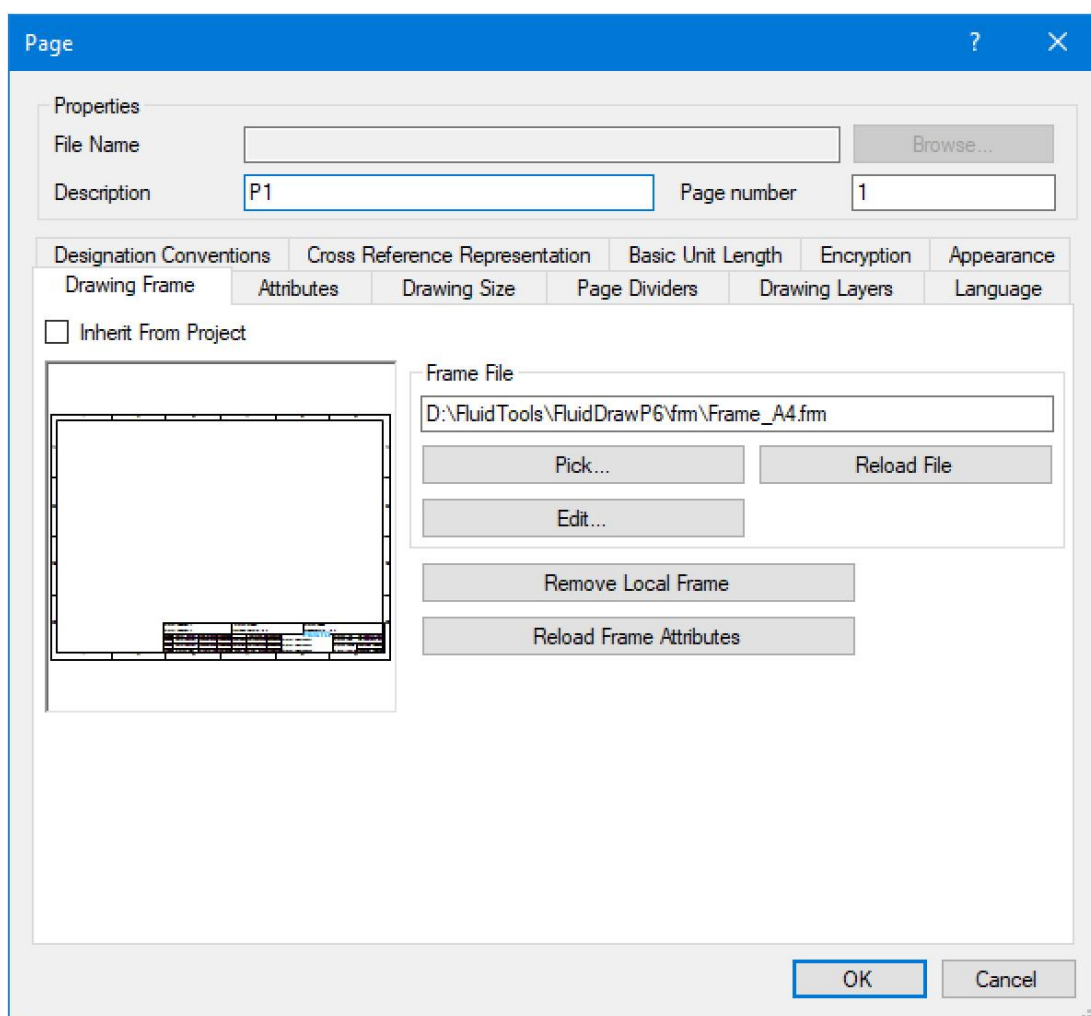 Page
Properties
File Name
Browse...
Description P1 Page number 1
Designation Conventions Cross Reference Representation Basic Unit Length Encryption Appearance
Drawing Frame Attributes Drawing Size Page Dividers Drawing Layers Language
Inherit From Project
Frame File
D:\FluidTools\FluidDrawP6\frm\Frame_A4.frm
Pick... Reload File
Edit...
Remove Local Frame
Reload Frame Attributes
OK Cancel